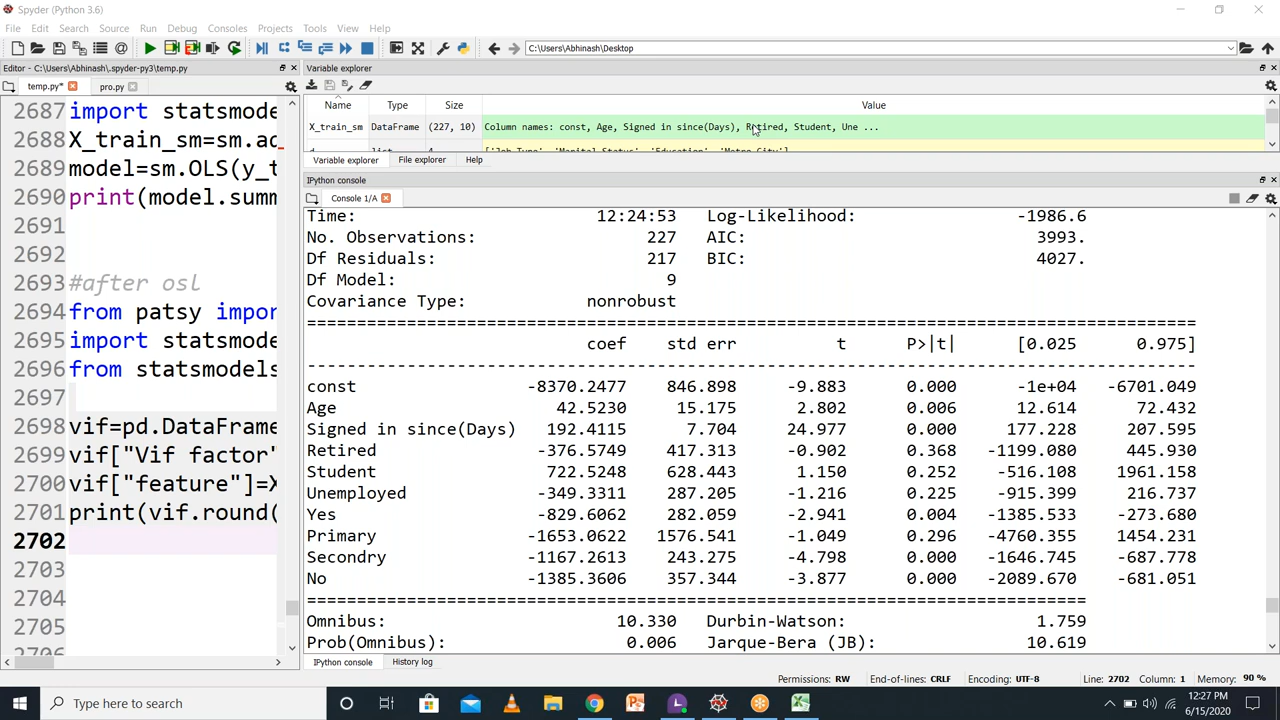 Spyder (Python 3.6)
File Edit Search Source Run Debug Consoles Projects Tools View Help
C:\Users\Abhinash\Desktop
Editor - C:\Users\Abhinash\.spyder-py3\temp.py
temp.py* pro.py
2687 import statsmode
2688 X_train_sm=sm.ad
2689 model=sm.OLS(y_t
2690 print(model.summ
2691
2692
2693 #after osl
2694 from patsy impor
2695 import statsmode
2696 from statsmodels
2697
2698 vif=pd.DataFrame
2699 vif["Vif factor"
2700 vif["feature"]=X
2701 print(vif.round(
2702
2703
2704
2705
Variable explorer
Name Type Size Value
X_train_sm DataFrame (227, 10) Column names: const, Age, Signed in since(Days), Retired, Student, Une ...
d list 4 ['Job Type', 'Marital Status', 'Education', 'Metro City']
Variable explorer File explorer Help
IPython console
Console 1/A
Time: 12:24:53 Log-Likelihood: -1986.6
No. Observations: 227 AIC: 3993.
Df Residuals: 217 BIC: 4027.
Df Model: 9
Covariance Type: nonrobust
coef std err t P>|t| [0.025 0.975]
const -8370.2477 846.898 -9.883 0.000 -1e+04 -6701.049
Age 42.5230 15.175 2.802 0.006 12.614 72.432
Signed in since(Days) 192.4115 7.704 24.977 0.000 177.228 207.595
Retired -376.5749 417.313 -0.902 0.368 -1199.080 445.930
Student 722.5248 628.443 1.150 0.252 -516.108 1961.158
Unemployed -349.3311 287.205 -1.216 0.225 -915.399 216.737
Yes -829.6062 282.059 -2.941 0.004 -1385.533 -273.680
Primary -1653.0622 1576.541 -1.049 0.296 -4760.355 1454.231
Secondry -1167.2613 243.275 -4.798 0.000 -1646.745 -687.778
No -1385.3606 357.344 -3.877 0.000 -2089.670 -681.051
Omnibus: 10.330 Durbin-Watson: 1.759
Prob(Omnibus): 0.006 Jarque-Bera (JB): 10.619
IPython console History log
Permissions: RW End-of-lines: CRLF Encoding: UTF-8 Line: 2702 Column: 1 Memory: 90 %
Type here to search
12:27 PM
6/15/2020